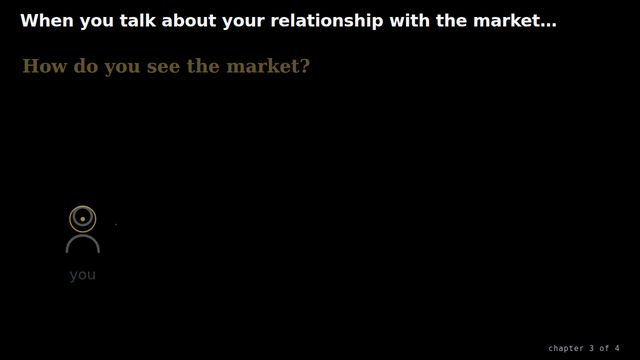 When you talk about your relationship with the market…
How do you see the market?
you
chapter 3 of 4